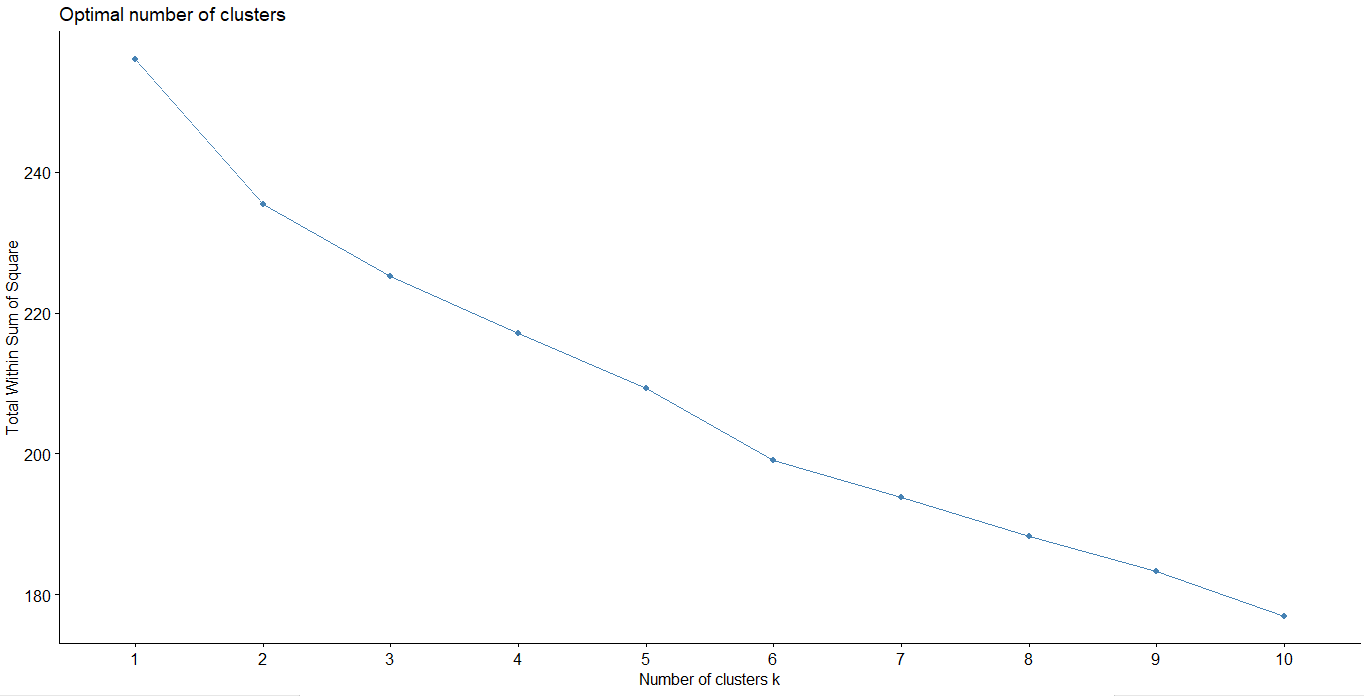 Optimal number of clusters
Total Within Sum of Square
240
220
200
180
1 2 3 4 5 6 7 8 9 10
Number of clusters k